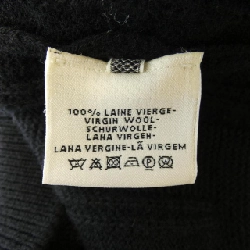 100% LAINE VIERGE-
VIRGIN WOOL-
SCHURWOLLE-
LANA VIRGEN-
LANA VERGINE-LÃ VIRGEM